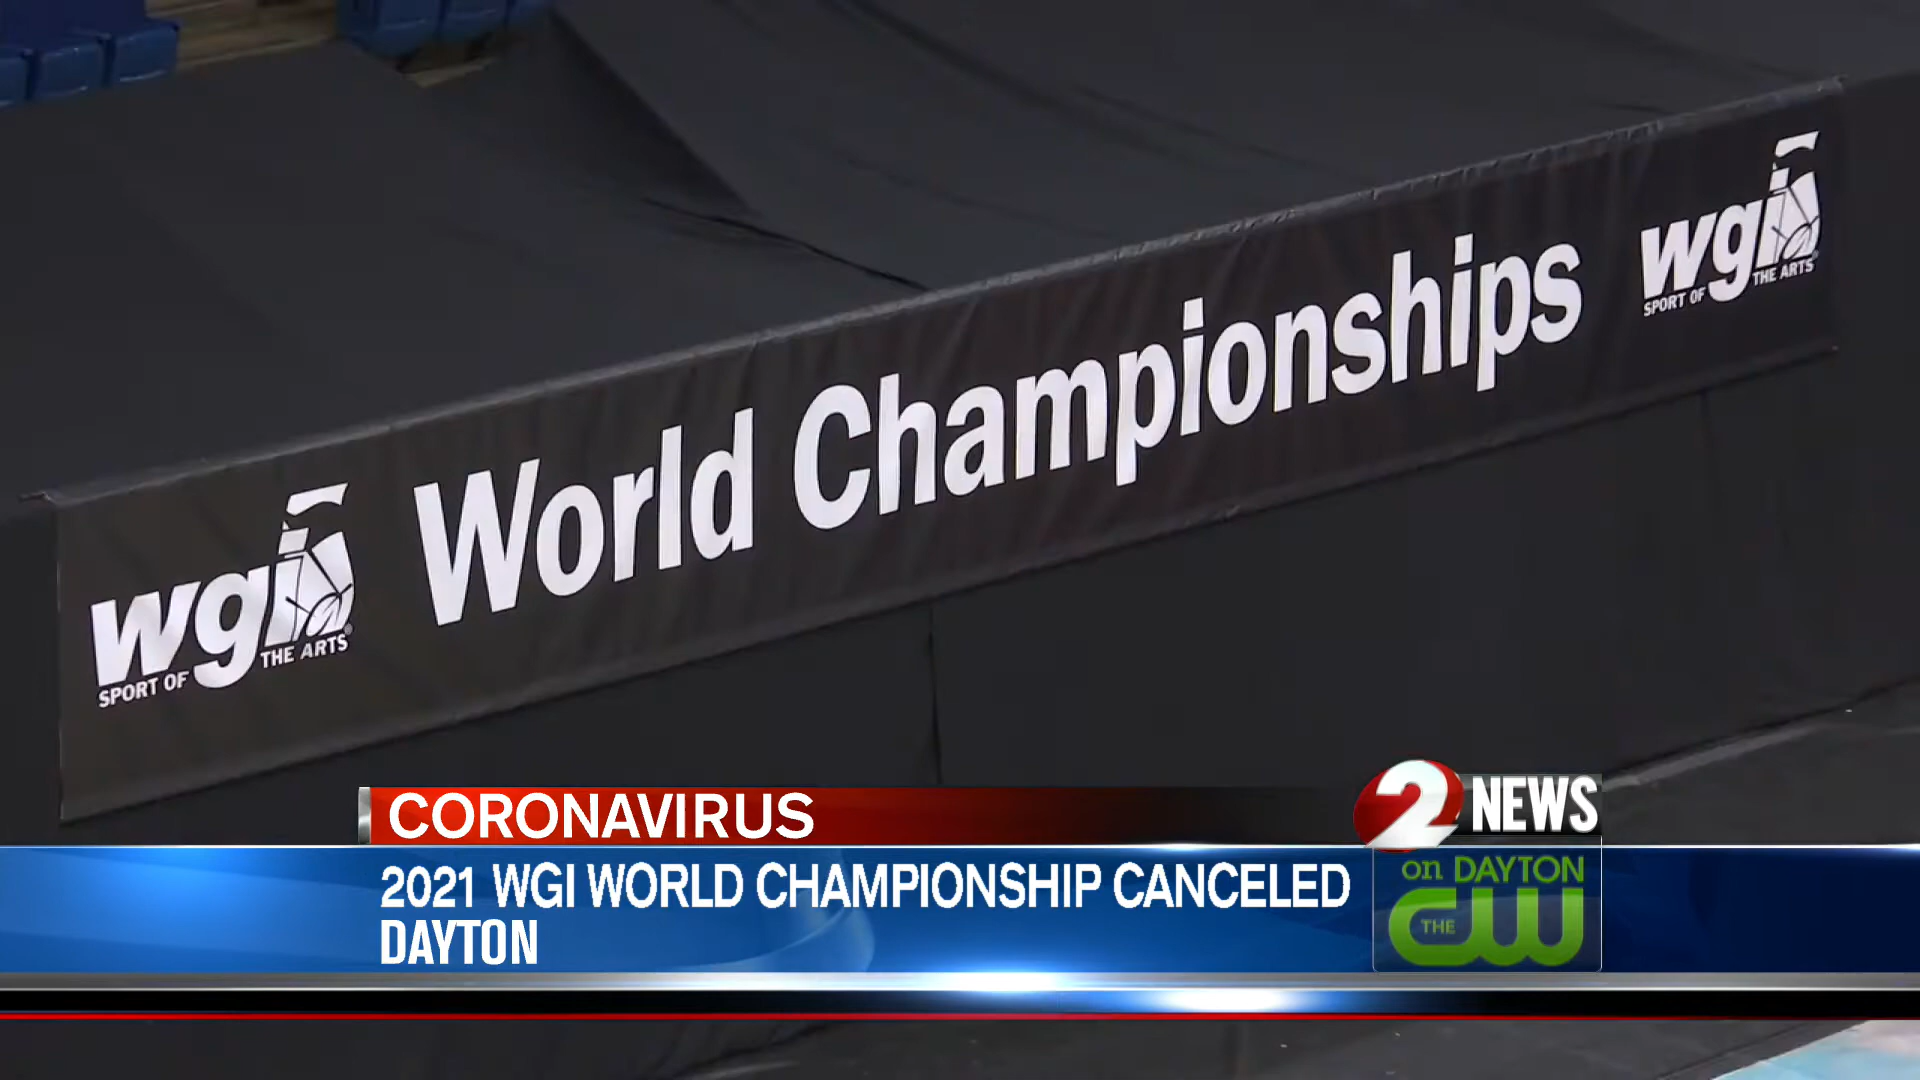 wgi
SPORT OF THE ARTS®
World Championships
wgi
SPORT OF THE ARTS
CORONAVIRUS
2021 WGI WORLD CHAMPIONSHIP CANCELED
DAYTON
2 NEWS
on DAYTON
THE CW